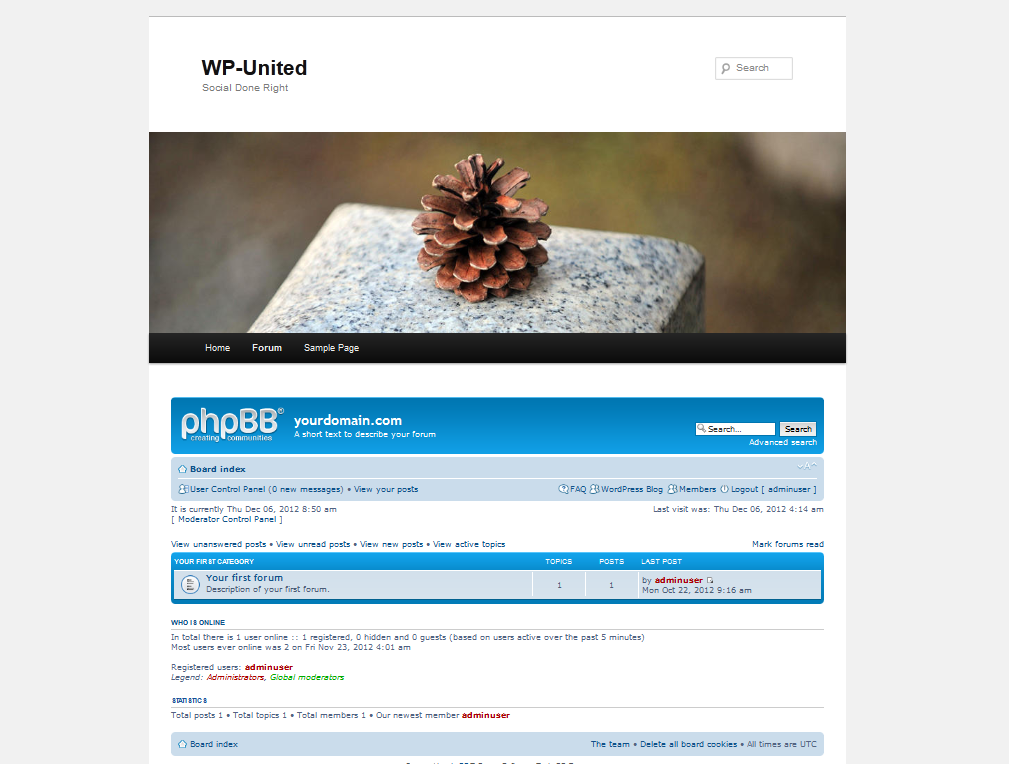 WP-United
Social Done Right
Search
Home Forum Sample Page
phpBB®
creating communities
yourdomain.com
A short text to describe your forum
Search... Search
Advanced search
Board index
User Control Panel (0 new messages) • View your posts FAQ WordPress Blog Members Logout [ adminuser ]
It is currently Thu Dec 06, 2012 8:50 am Last visit was: Thu Dec 06, 2012 4:14 am
[ Moderator Control Panel ]
View unanswered posts • View unread posts • View new posts • View active topics Mark forums read
YOUR FIRST CATEGORY TOPICS POSTS LAST POST
Your first forum
Description of your first forum.
1 1
by adminuser
Mon Oct 22, 2012 9:16 am
WHO IS ONLINE
In total there is 1 user online :: 1 registered, 0 hidden and 0 guests (based on users active over the past 5 minutes)
Most users ever online was 2 on Fri Nov 23, 2012 4:01 am
Registered users: adminuser
Legend: Administrators, Global moderators
STATISTICS
Total posts 1 • Total topics 1 • Total members 1 • Our newest member adminuser
Board index The team • Delete all board cookies • All times are UTC